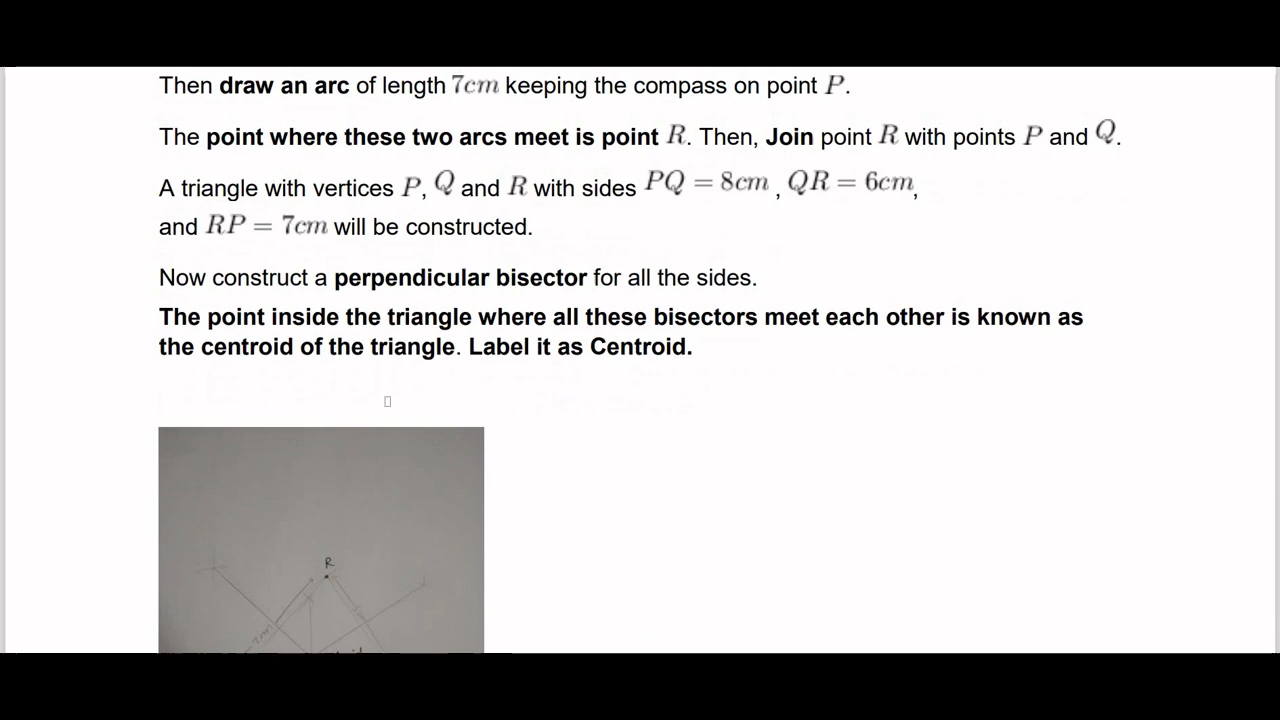 Then draw an arc of length 7cm keeping the compass on point P.
The point where these two arcs meet is point R. Then, Join point R with points P and Q.
A triangle with vertices P, Q and R with sides PQ = 8cm , QR = 6cm,
and RP = 7cm will be constructed.
Now construct a perpendicular bisector for all the sides.
The point inside the triangle where all these bisectors meet each other is known as
the centroid of the triangle. Label it as Centroid.
R
7cm